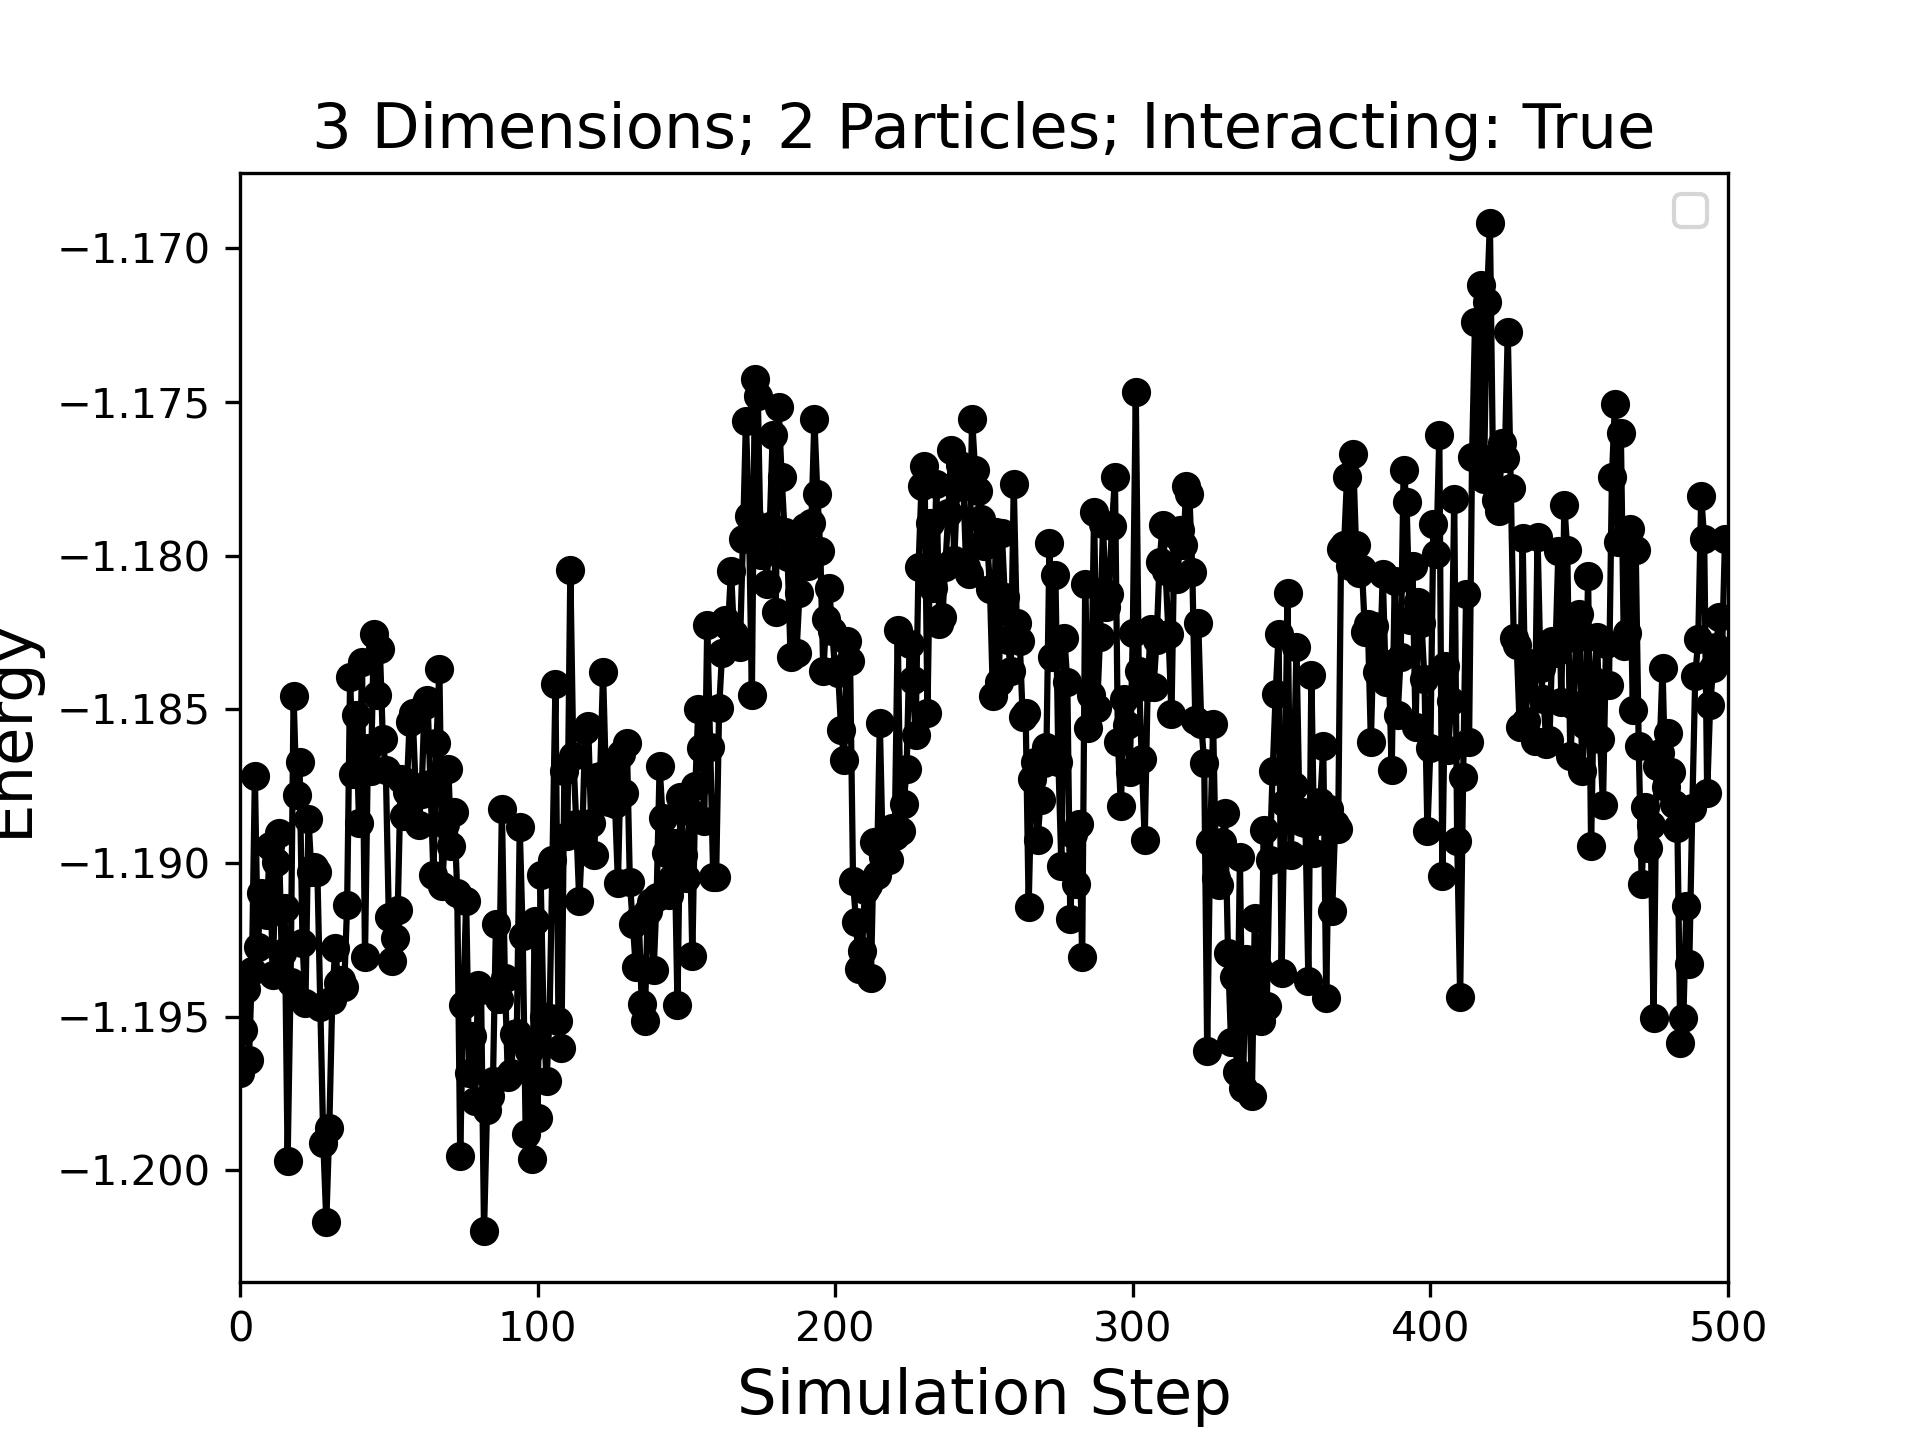 3 Dimensions; 2 Particles; Interacting: True
Energy
−1.170
−1.175
−1.180
−1.185
−1.190
−1.195
−1.200
0 100 200 300 400 500
Simulation Step